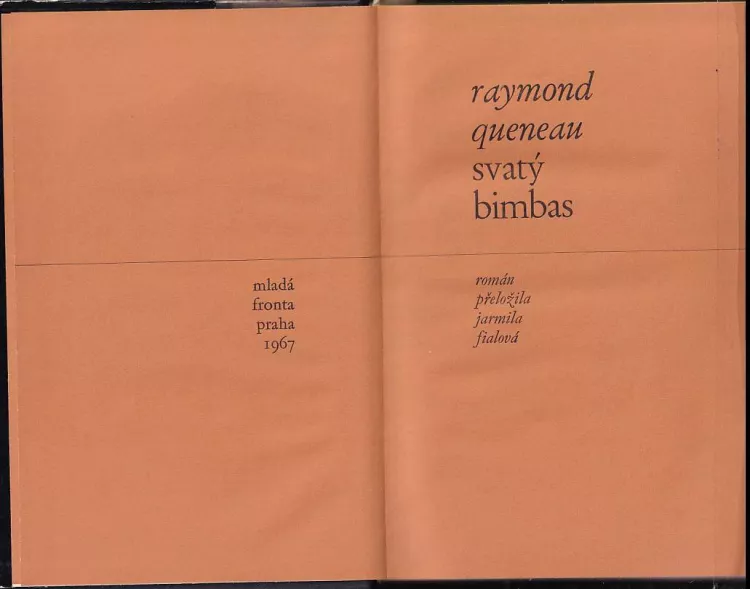 raymond
queneau
svatý
bimbas
mladá
fronta
praha
1967
román
přeložila
jarmila
fialová